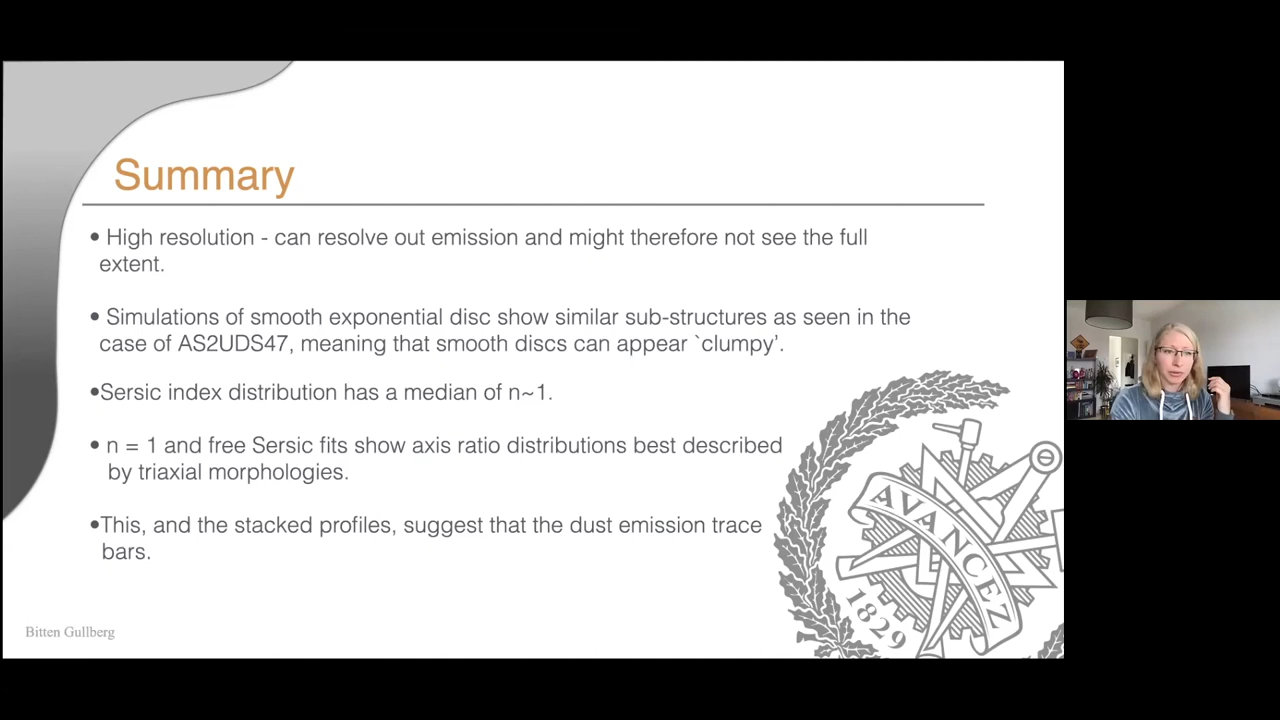 Summary
• High resolution - can resolve out emission and might therefore not see the full
extent.
• Simulations of smooth exponential disc show similar sub-structures as seen in the
case of AS2UDS47, meaning that smooth discs can appear `clumpy’.
•Sersic index distribution has a median of n~1.
• n = 1 and free Sersic fits show axis ratio distributions best described
by triaxial morphologies.
•This, and the stacked profiles, suggest that the dust emission trace
bars.
AVANCEZ
1829
Bitten Gullberg